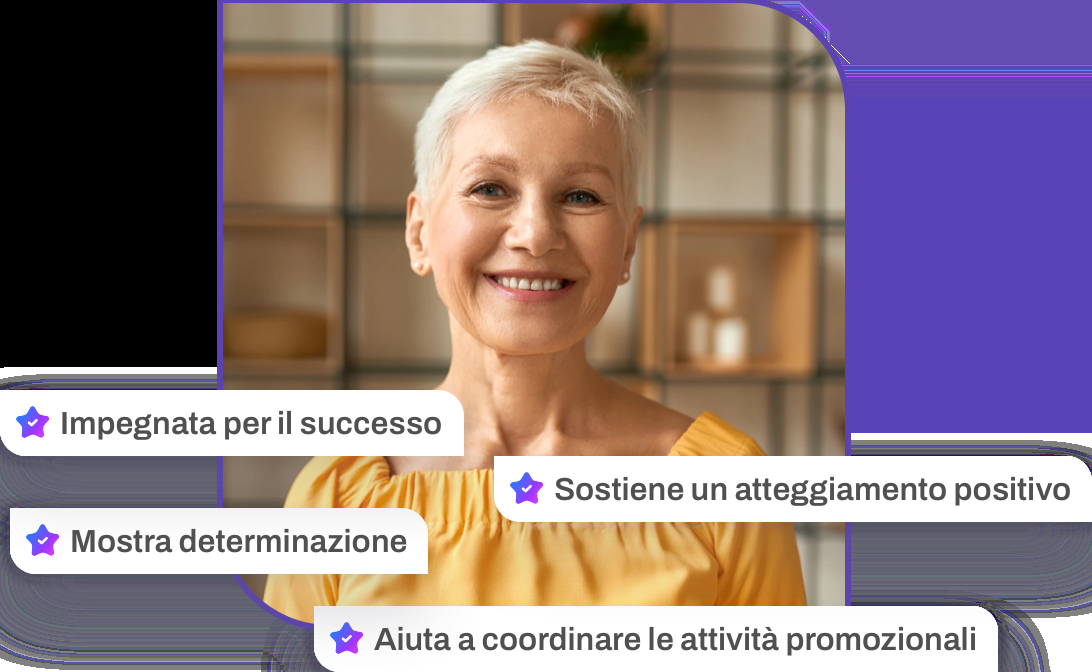 Impegnata per il successo
Sostiene un atteggiamento positivo
Mostra determinazione
Aiuta a coordinare le attività promozionali